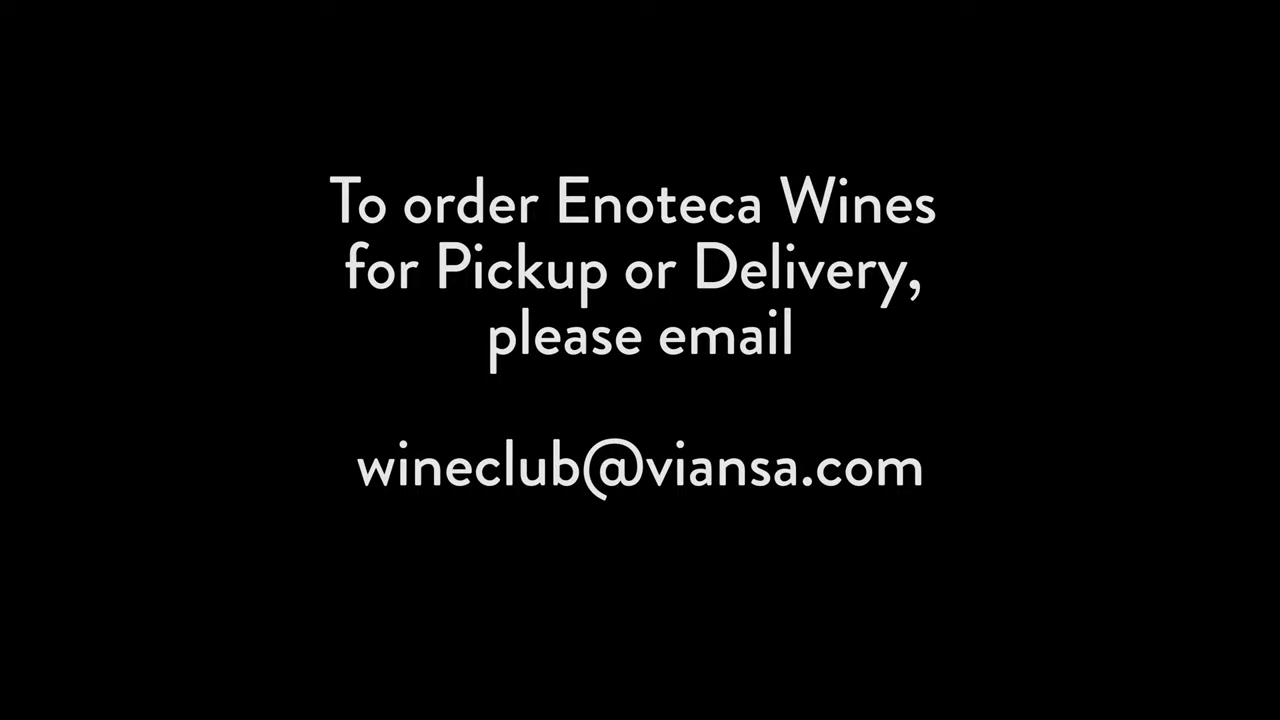 To order Enoteca Wines
for Pickup or Delivery,
please email
wineclub@viansa.com